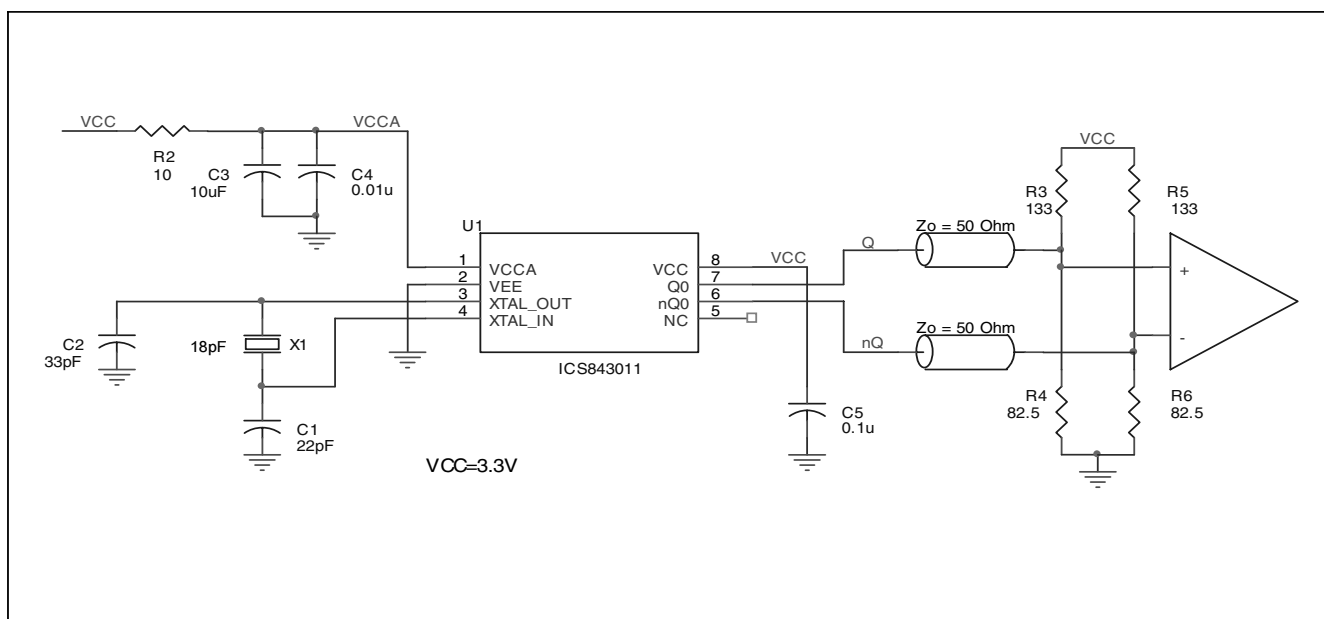 VCC
VCCA
R2
10
C3
10uF
C4
0.01u
U1
1
2
3
4
VCCA
VEE
XTAL_OUT
XTAL_IN
VCC
Q0
nQ0
NC
8
7
6
5
ICS843011
C2
33pF
18pF
X1
C1
22pF
VCC=3.3V
VCC
C5
0.1u
Q
nQ
Zo = 50 Ohm
Zo = 50 Ohm
VCC
R3
133
R5
133
+
-
R4
82.5
R6
82.5